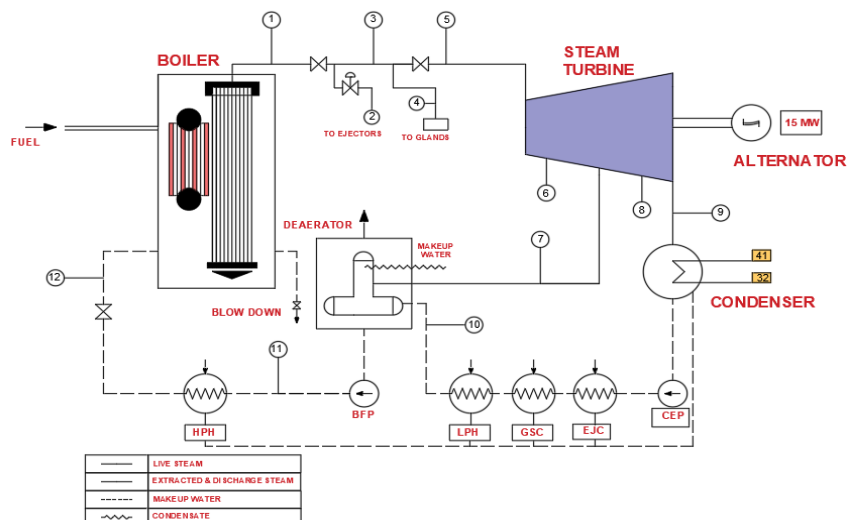 1
3
5
BOILER
STEAM
TURBINE
4
2
FUEL
TO EJECTORS
TO GLANDS
15 MW
ALTERNATOR
6
8
9
DEAERATOR
MAKEUP
WATER
7
41
32
CONDENSER
12
BLOW DOWN
10
11
BFP
CEP
HPH
LPH
GSC
EJC
LIVE STEAM
EXTRACTED & DISCHARGE STEAM
MAKEUP WATER
CONDENSATE